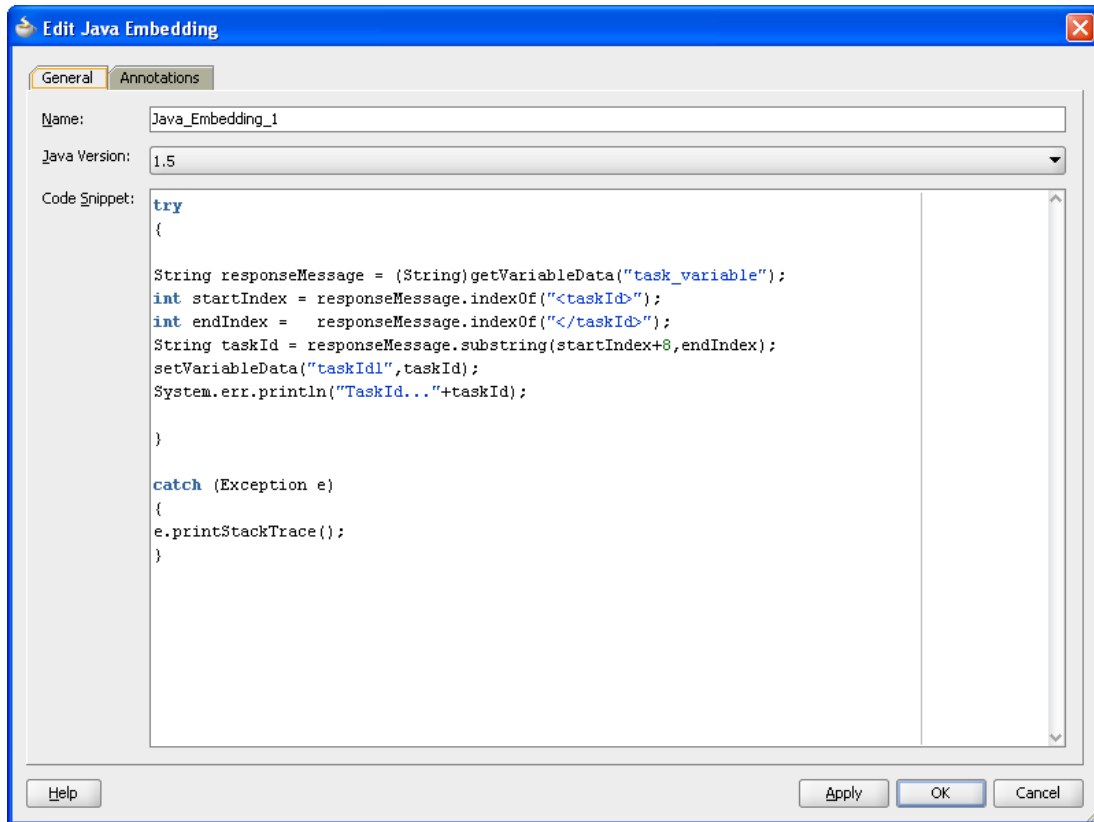 Edit Java Embedding
General Annotations
Name: Java_Embedding_1
Java Version: 1.5
Code Snippet:
try
{
String responseMessage = (String)getVariableData("task_variable");
int startIndex = responseMessage.indexOf("<taskId>");
int endIndex =   responseMessage.indexOf("</taskId>");
String taskId = responseMessage.substring(startIndex+8,endIndex);
setVariableData("taskId1",taskId);
System.err.println("TaskId..."+taskId);
}
catch (Exception e)
{
e.printStackTrace();
}
Help Apply OK Cancel